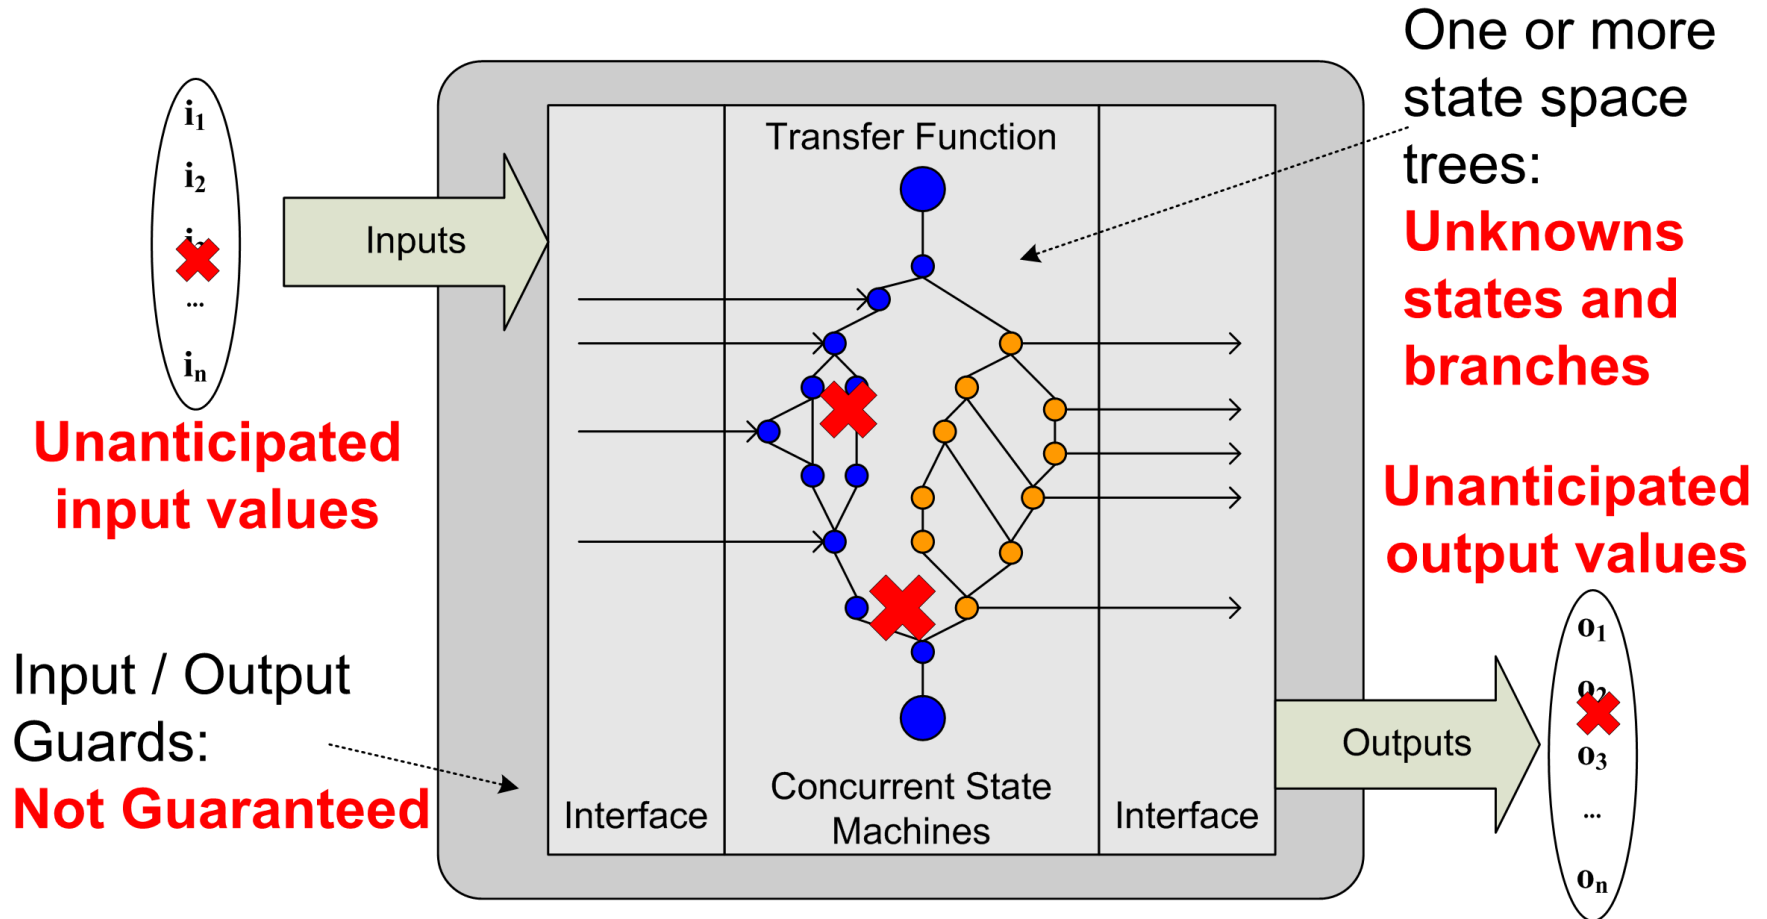 One or more
state space
trees:
Unknowns
states and
branches
i1
i2
...
in
Unanticipated
input values
Inputs
Transfer Function
Unanticipated
output values
Input / Output
Guards:
Not Guaranteed
Interface
Concurrent State
Machines
Interface
Outputs
o1
o2
o3
...
on